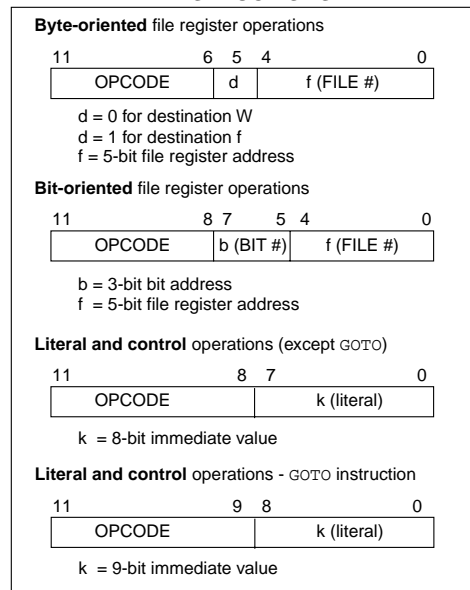 Byte-oriented file register operations
11 6 5 4 0
OPCODE d f (FILE #)
d = 0 for destination W
d = 1 for destination f
f = 5-bit file register address
Bit-oriented file register operations
11 8 7 5 4 0
OPCODE b (BIT #) f (FILE #)
b = 3-bit bit address
f = 5-bit file register address
Literal and control operations (except GOTO)
11 8 7 0
OPCODE k (literal)
k = 8-bit immediate value
Literal and control operations - GOTO instruction
11 9 8 0
OPCODE k (literal)
k = 9-bit immediate value